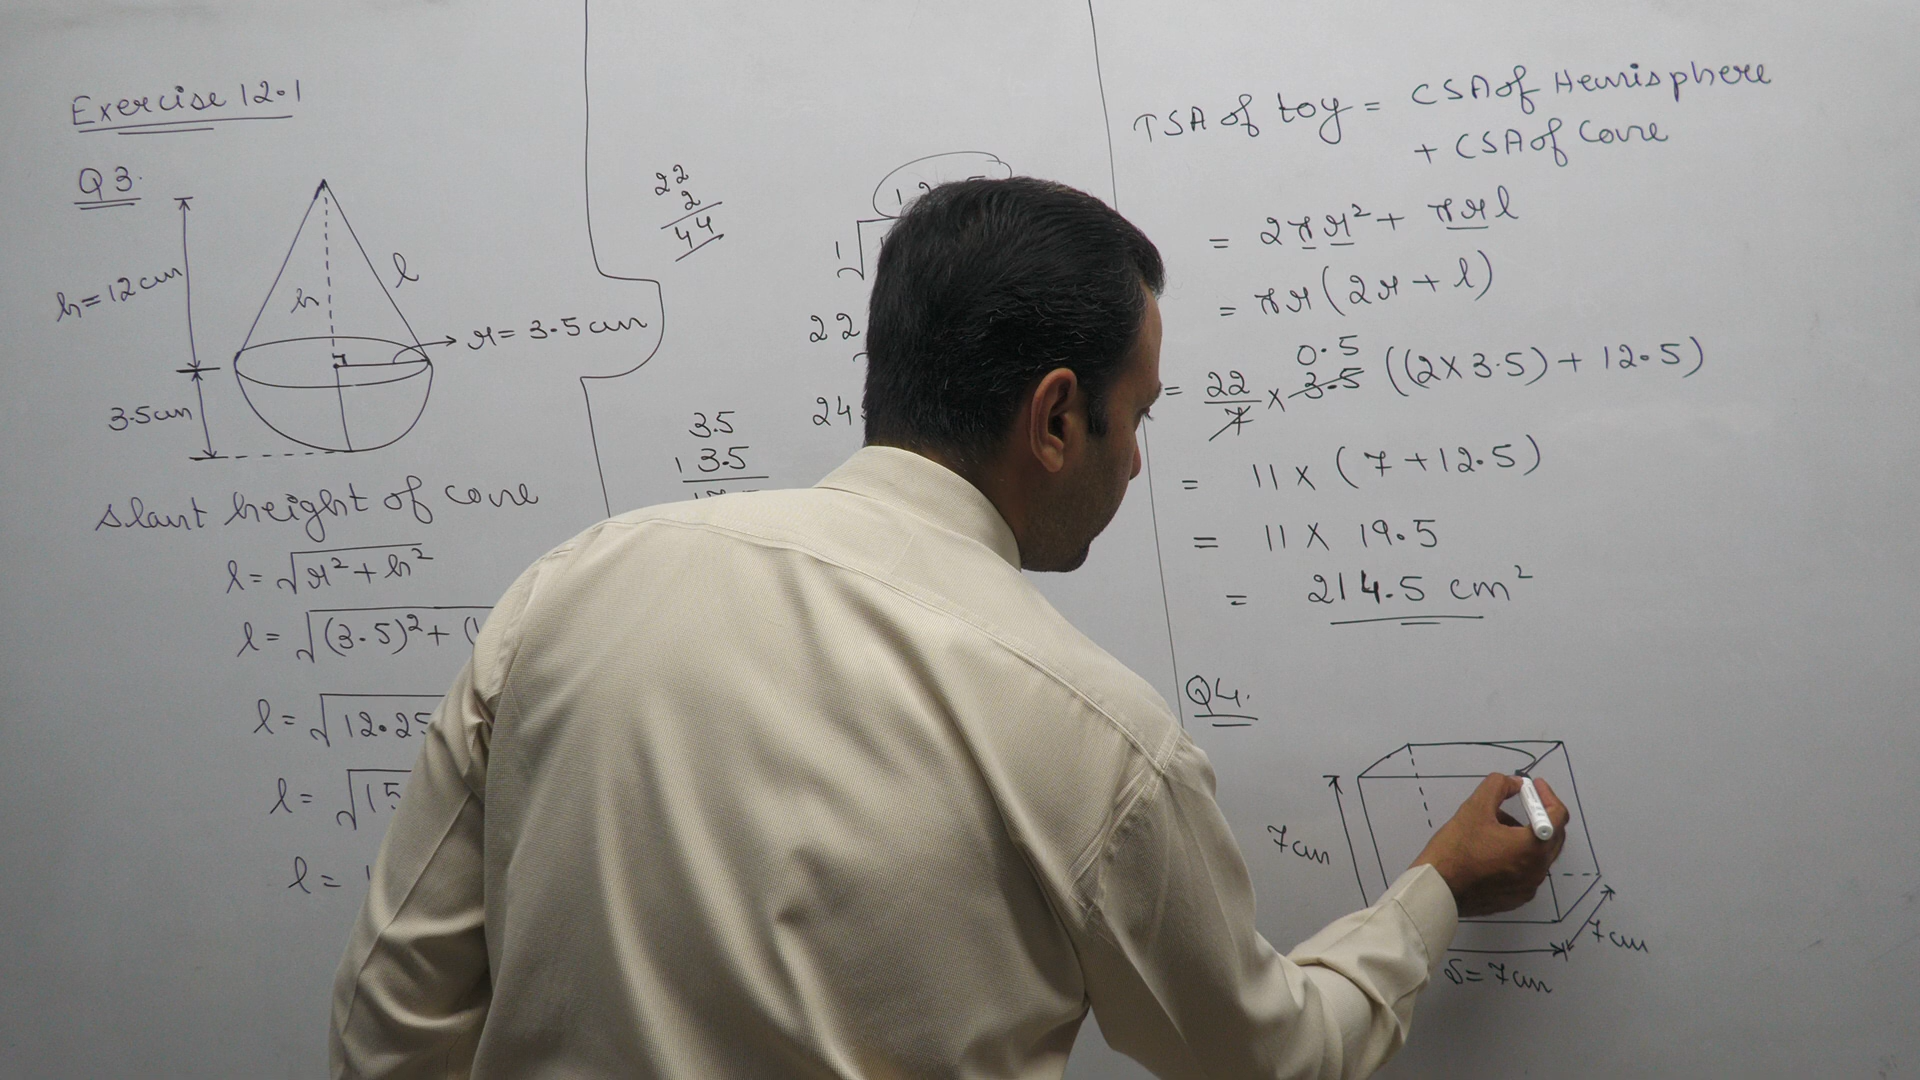 Exercise 12.1
Q3.
h=12cm
h
l
r= 3.5cm
3.5cm
Slant height of cone
l= √r²+h²
l= √(3.5)²+ (
l= √12.25
l= √15
l=
22
2
44
3.5
3.5
22
24
TSA of toy = CSA of Hemisphere
+ CSA of Cone
= 2πr²+ πrl
= πr(2r+l)
0.5
= 22/7 × 3.5 ((2×3.5)+12.5)
= 11 × (7+12.5)
= 11 × 19.5
= 214.5 cm²
Q4.
7cm
7cm
S=7cm